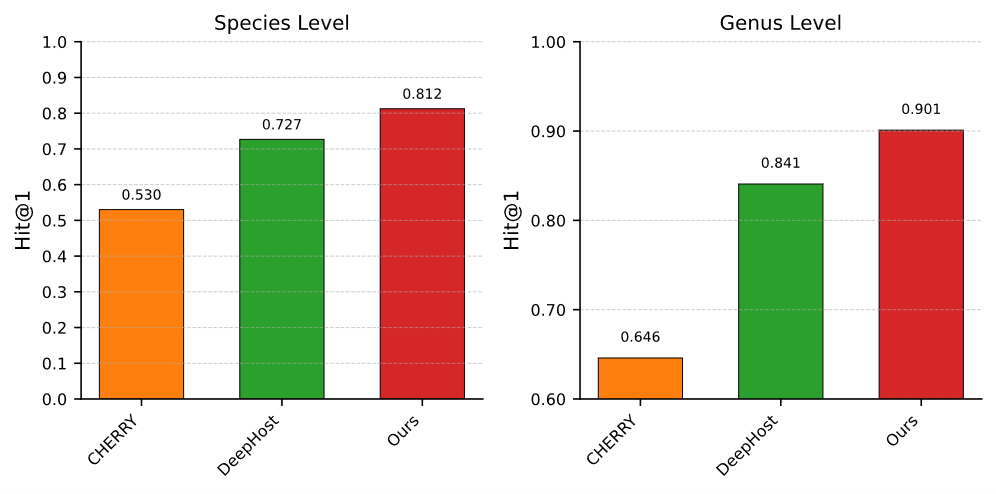 Species Level
1.0
0.9
0.8
0.7
0.6
0.5
0.4
0.3
0.2
0.1
0.0
Hit@1
0.530
0.727
0.812
CHERRY
DeepHost
Ours
Genus Level
1.00
0.90
0.80
0.70
0.60
Hit@1
0.646
0.841
0.901
CHERRY
DeepHost
Ours